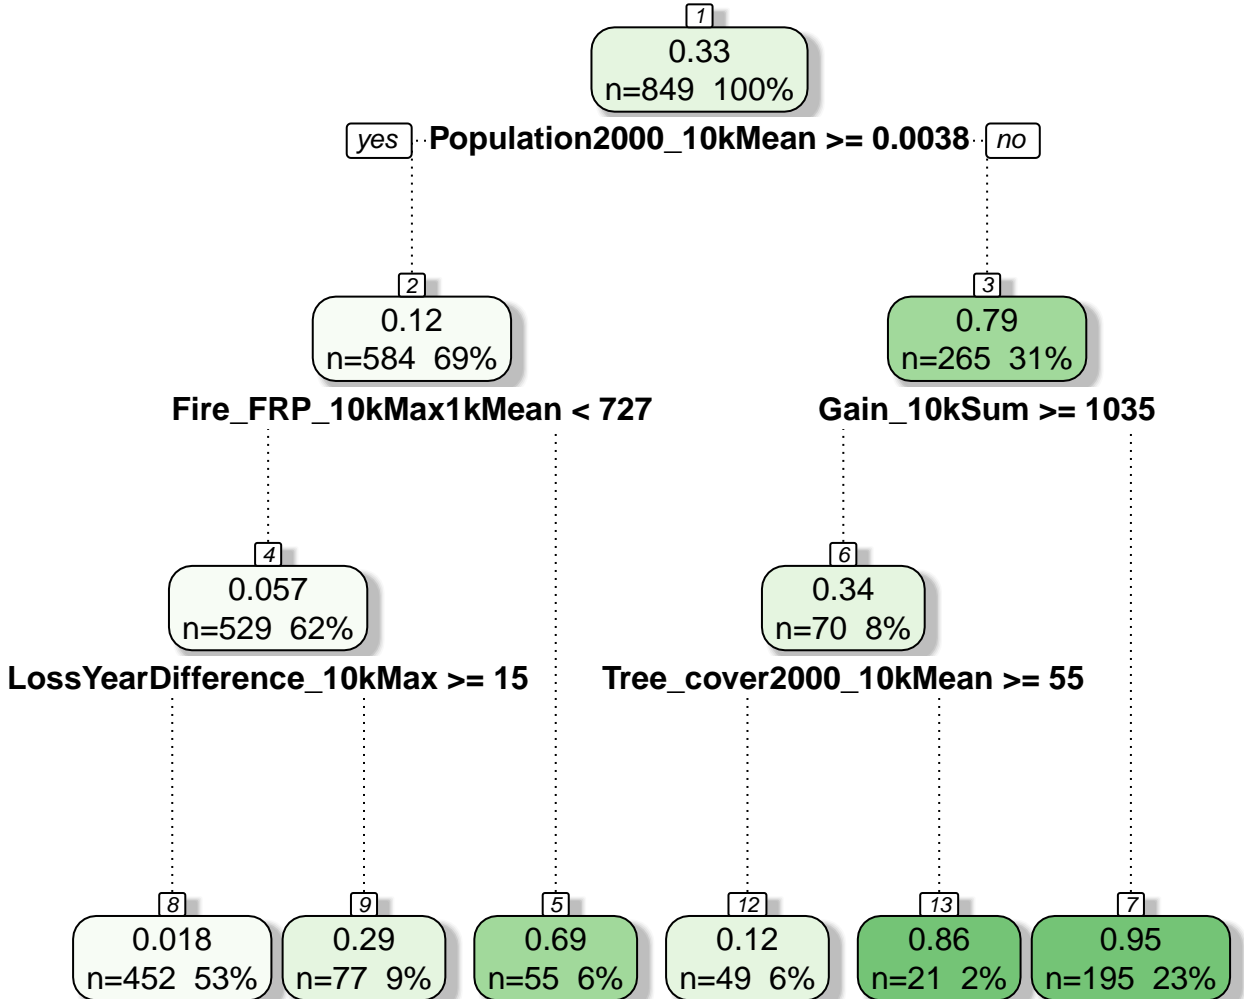 1
0.33
n=849 100%
yes Population2000_10kMean >= 0.0038 no
2
0.12
n=584 69%
3
0.79
n=265 31%
Fire_FRP_10kMax1kMean < 727
Gain_10kSum >= 1035
4
0.057
n=529 62%
6
0.34
n=70 8%
LossYearDifference_10kMax >= 15
Tree_cover2000_10kMean >= 55
8
0.018
n=452 53%
9
0.29
n=77 9%
5
0.69
n=55 6%
12
0.12
n=49 6%
13
0.86
n=21 2%
7
0.95
n=195 23%